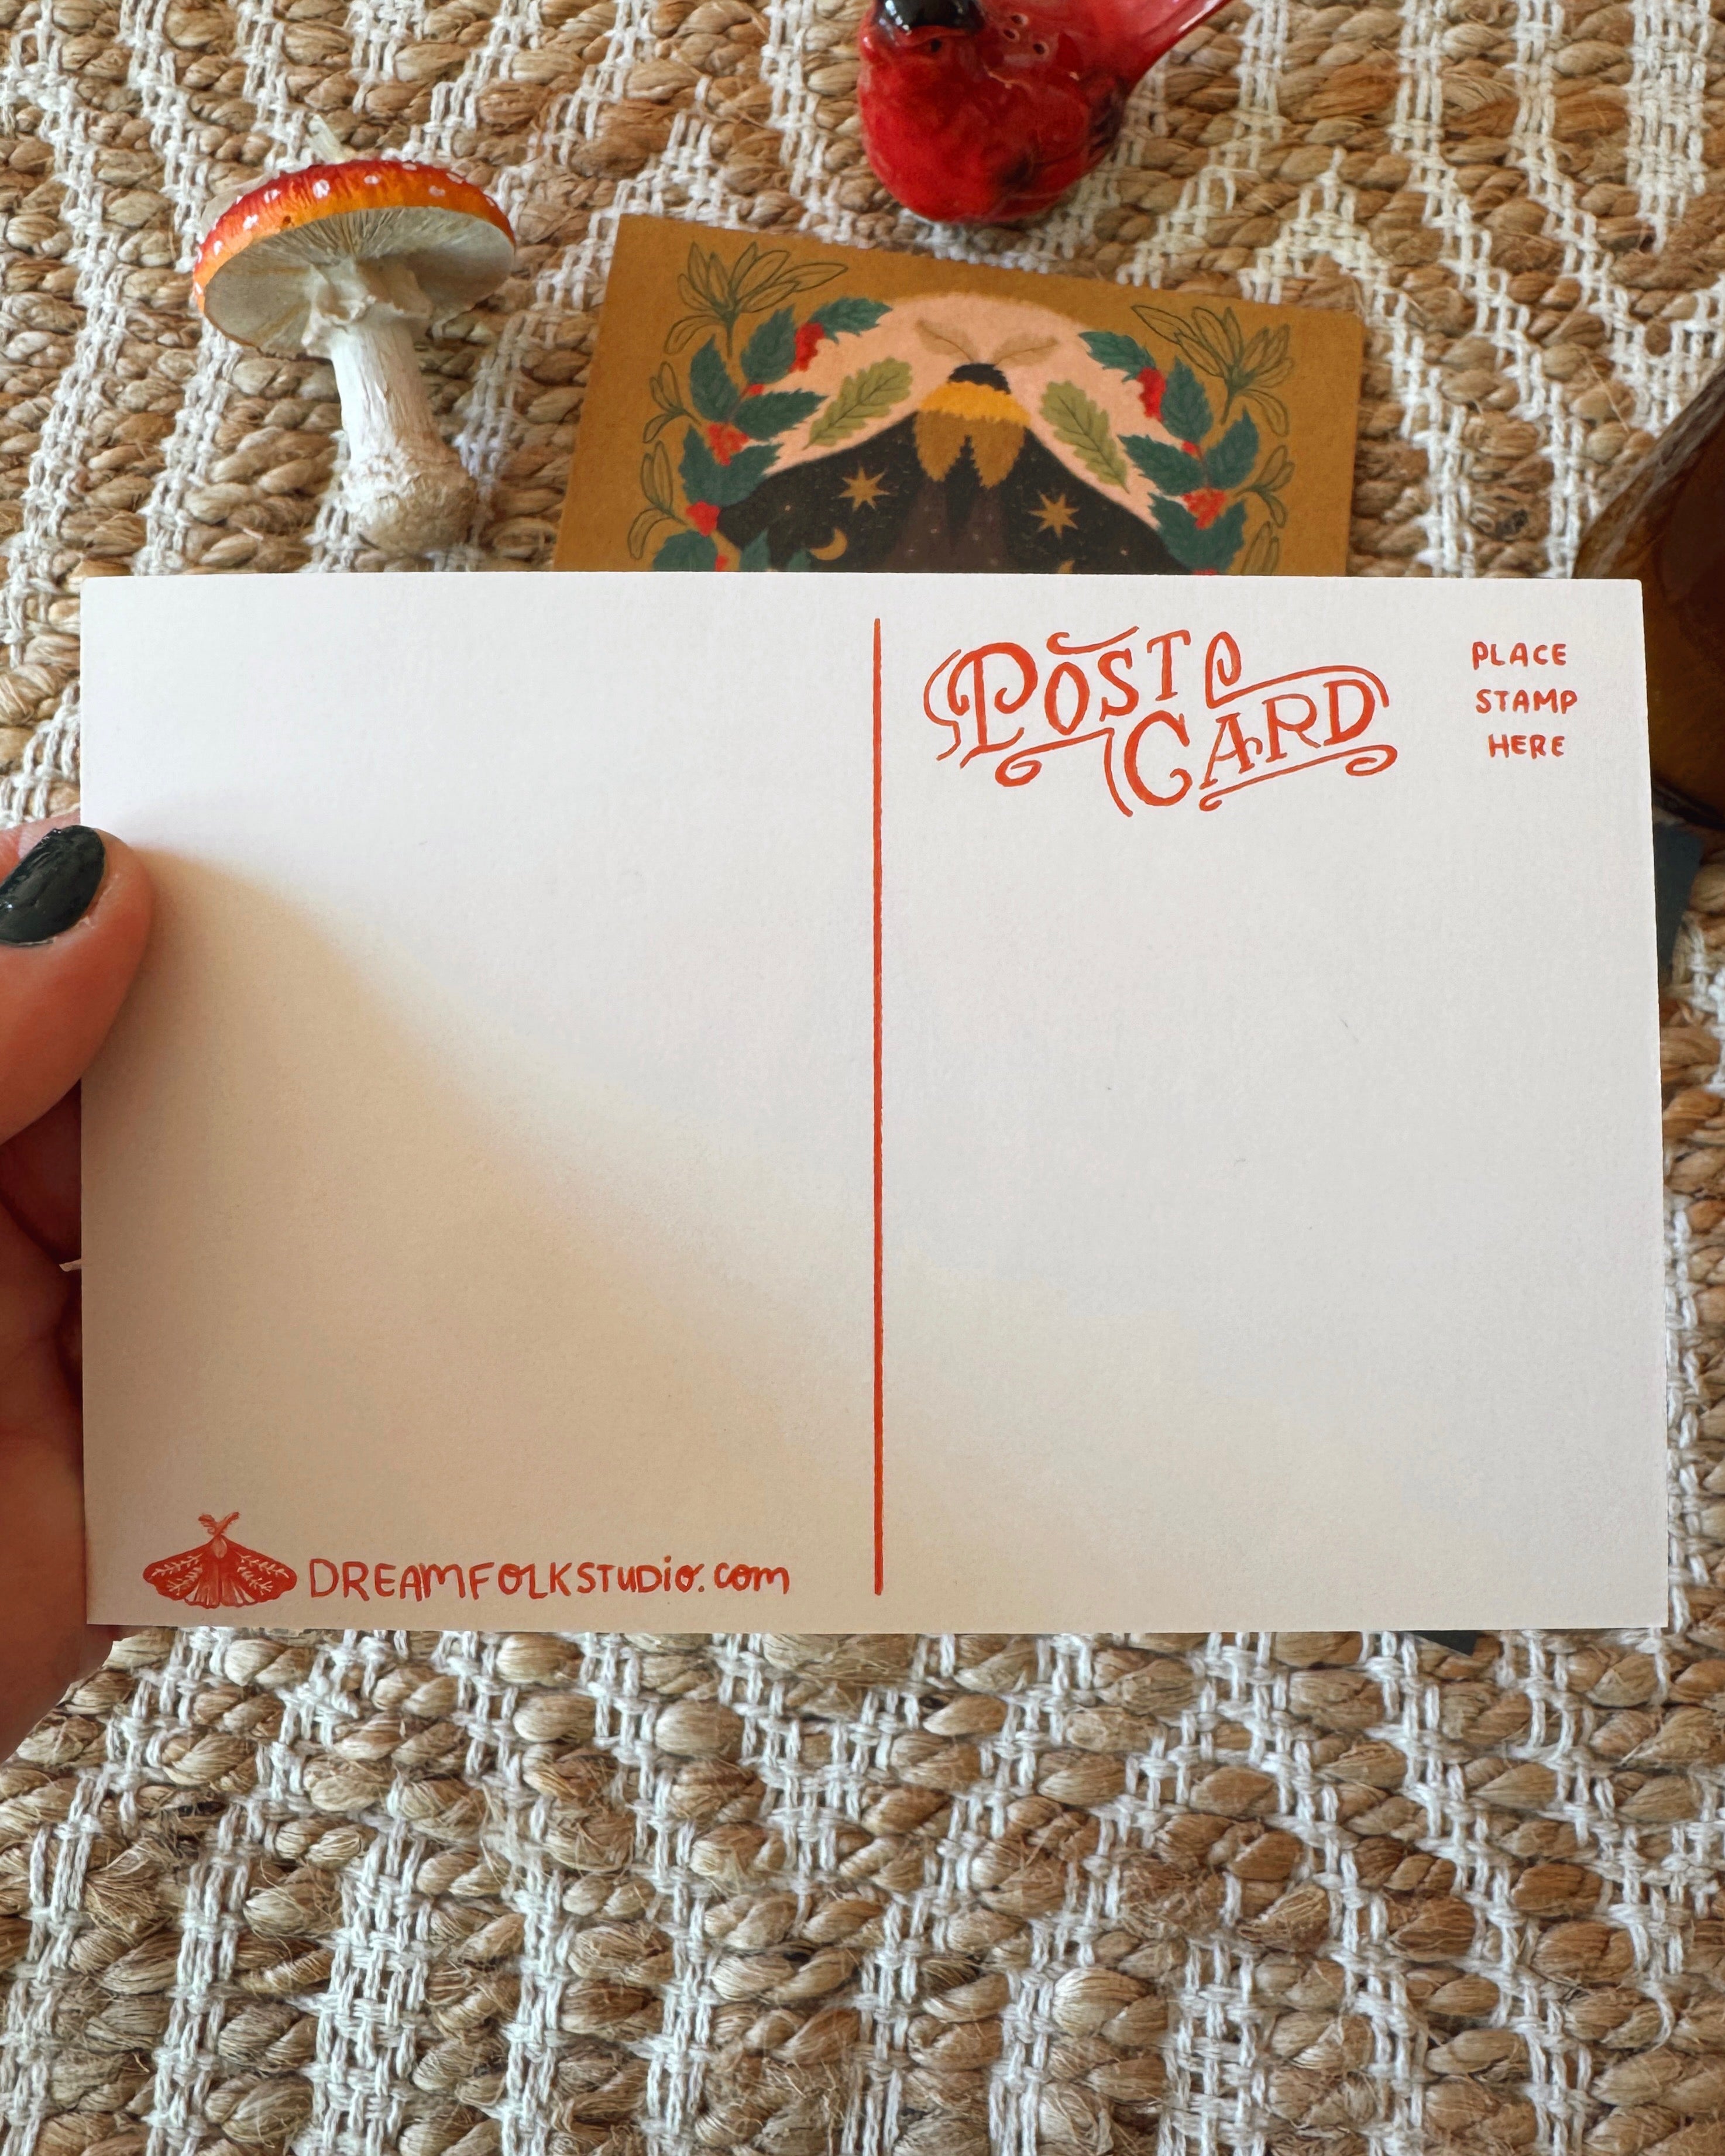 POST
CARD
PLACE
STAMP
HERE
DREAMFOLKSTUDiO.com